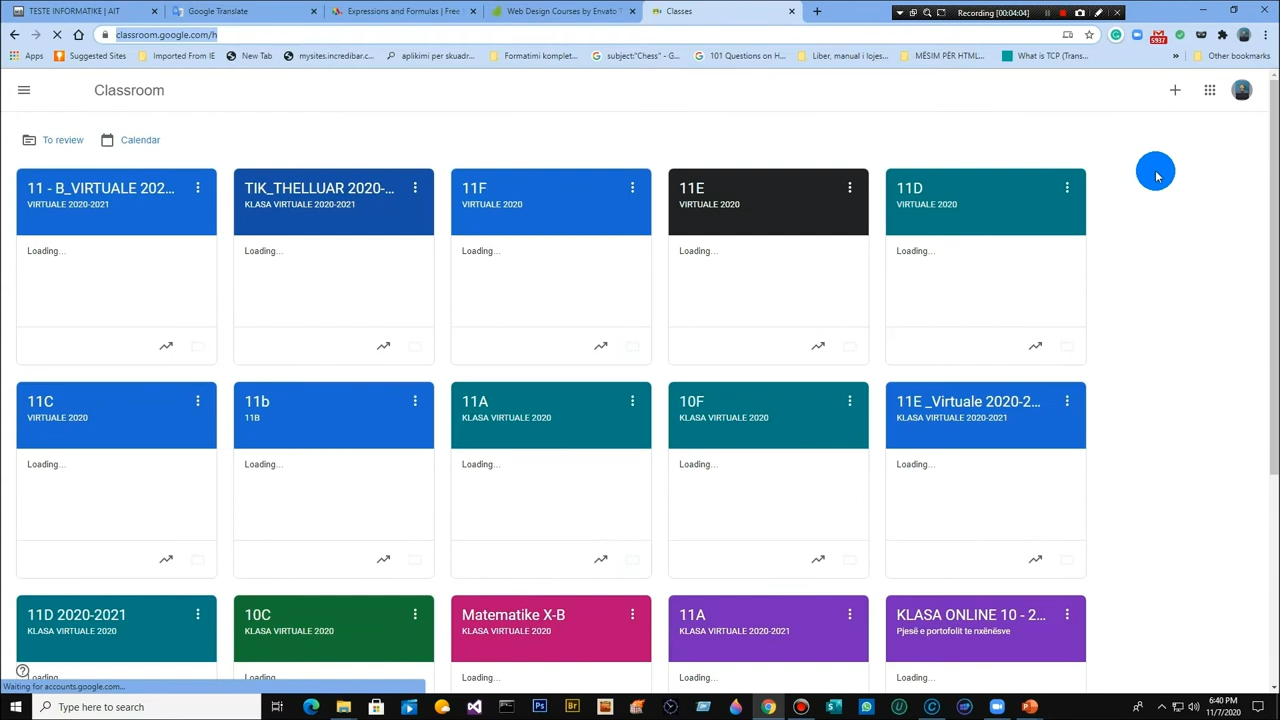 TESTE INFORMATIKE | AIT
Google Translate
Expressions and Formulas | Free
Web Design Courses by Envato T
Classes
Recording (00:04:04)
classroom.google.com/h
5937
Apps
Suggested Sites
Imported From IE
New Tab
mysites.incredibar.com
aplikimi per skuadr...
Formatimi komplet...
subject:"Chess" - G...
101 Questions on H...
Liber, manual i lojes...
MËSIM PËR HTML...
What is TCP (Trans...
»
Other bookmarks
Classroom
To review
Calendar
11 - B_VIRTUALE 202...
VIRTUALE 2020-2021
Loading...
TIK_THELLUAR 2020-...
KLASA VIRTUALE 2020-2021
Loading...
11F
VIRTUALE 2020
Loading...
11E
VIRTUALE 2020
Loading...
11D
VIRTUALE 2020
Loading...
11C
VIRTUALE 2020
Loading...
11b
11B
Loading...
11A
KLASA VIRTUALE 2020
Loading...
10F
KLASA VIRTUALE 2020
Loading...
11E _Virtuale 2020-2...
KLASA VIRTUALE 2020-2021
Loading...
11D 2020-2021
KLASA VIRTUALE 2020
Loading...
10C
KLASA VIRTUALE 2020
Loading...
Matematike X-B
KLASA VIRTUALE 2020
Loading...
11A
KLASA VIRTUALE 2020-2021
Loading...
KLASA ONLINE 10 - 2...
Pjesë e portofolit te nxënësve
Loading...
Waiting for accounts.google.com...
Type here to search
Ps
Br
6:40 PM
11/7/2020